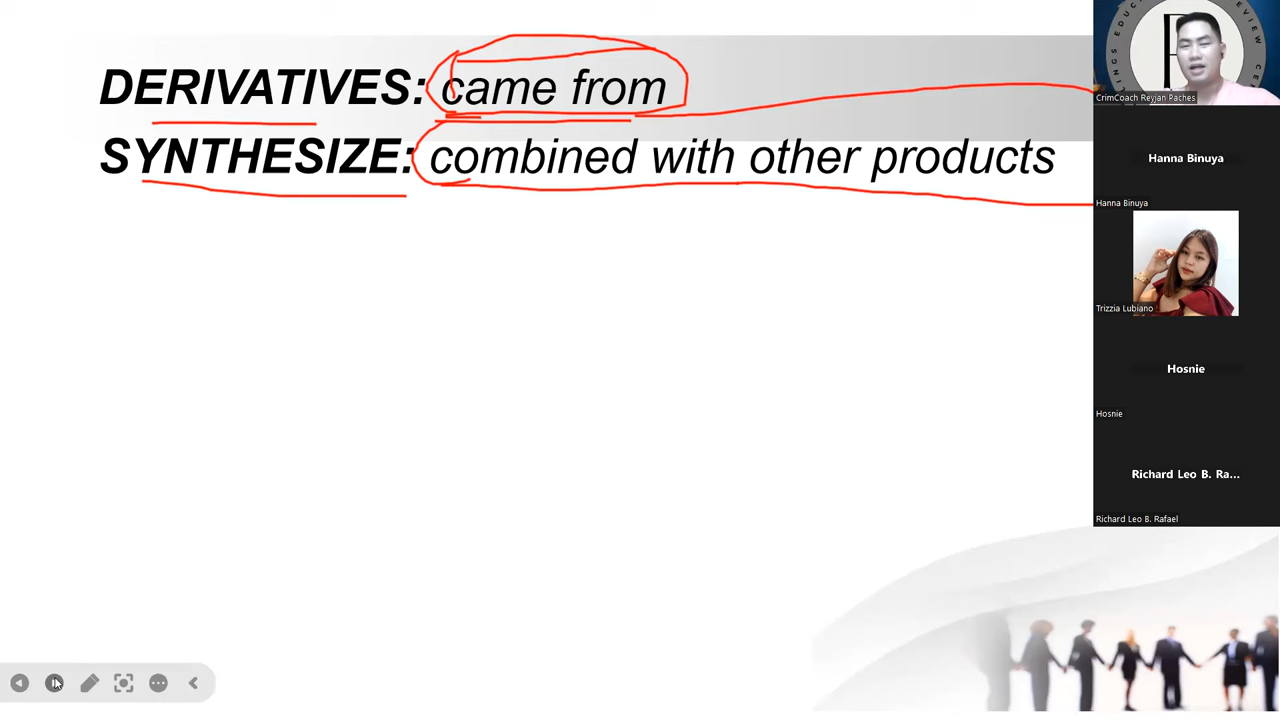 DERIVATIVES: came from
SYNTHESIZE: combined with other products
CrimCoach Reyjan Paches
Hanna Binuya
Hanna Binuya
Trizzia Lubiano
Hosnie
Hosnie
Richard Leo B. Ra...
Richard Leo B. Rafael